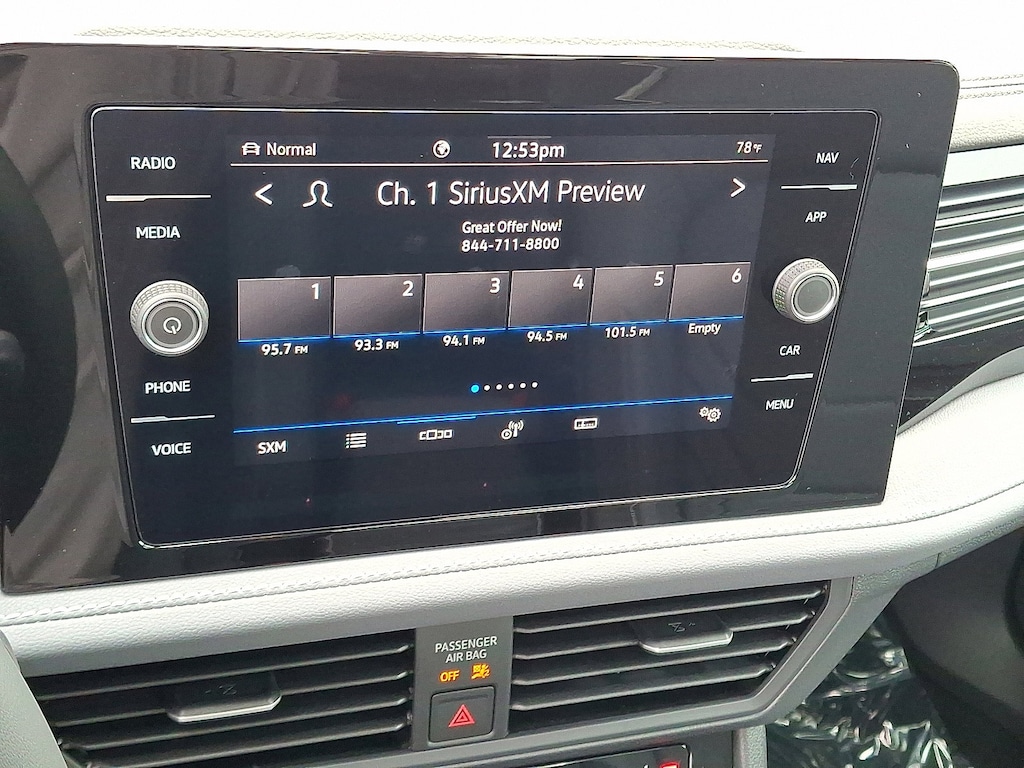 RADIO
MEDIA
PHONE
VOICE
Normal
12:53pm
78°F
Ch. 1 SiriusXM Preview
Great Offer Now!
844-711-8800
1 2 3 4 5 6
95.7 FM 93.3 FM 94.1 FM 94.5 FM 101.5 FM Empty
SXM
NAV
APP
CAR
MENU
PASSENGER
AIR BAG
OFF